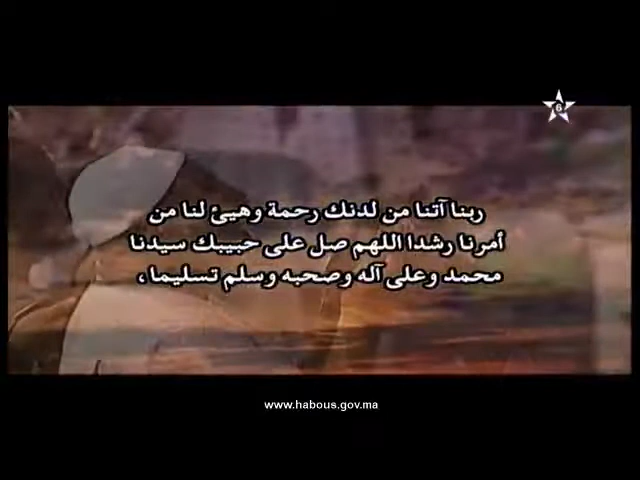 6
ربنا آتنا من لدنك رحمة وهيئ لنا من
أمرنا رشدا اللهم صل على حبيبك سيدنا
محمد وعلى آله وصحبه وسلم تسليما ،
www.habous.gov.ma